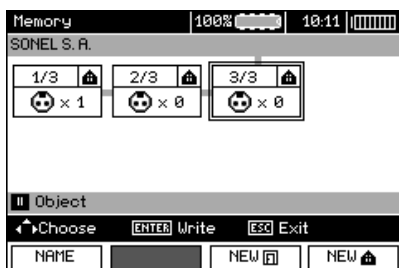 Memory 100% 10:11
SONEL S. A.
1/3 2/3 3/3
x 1 x 0 x 0
Object
Choose ENTER Write ESC Exit
NAME NEW NEW